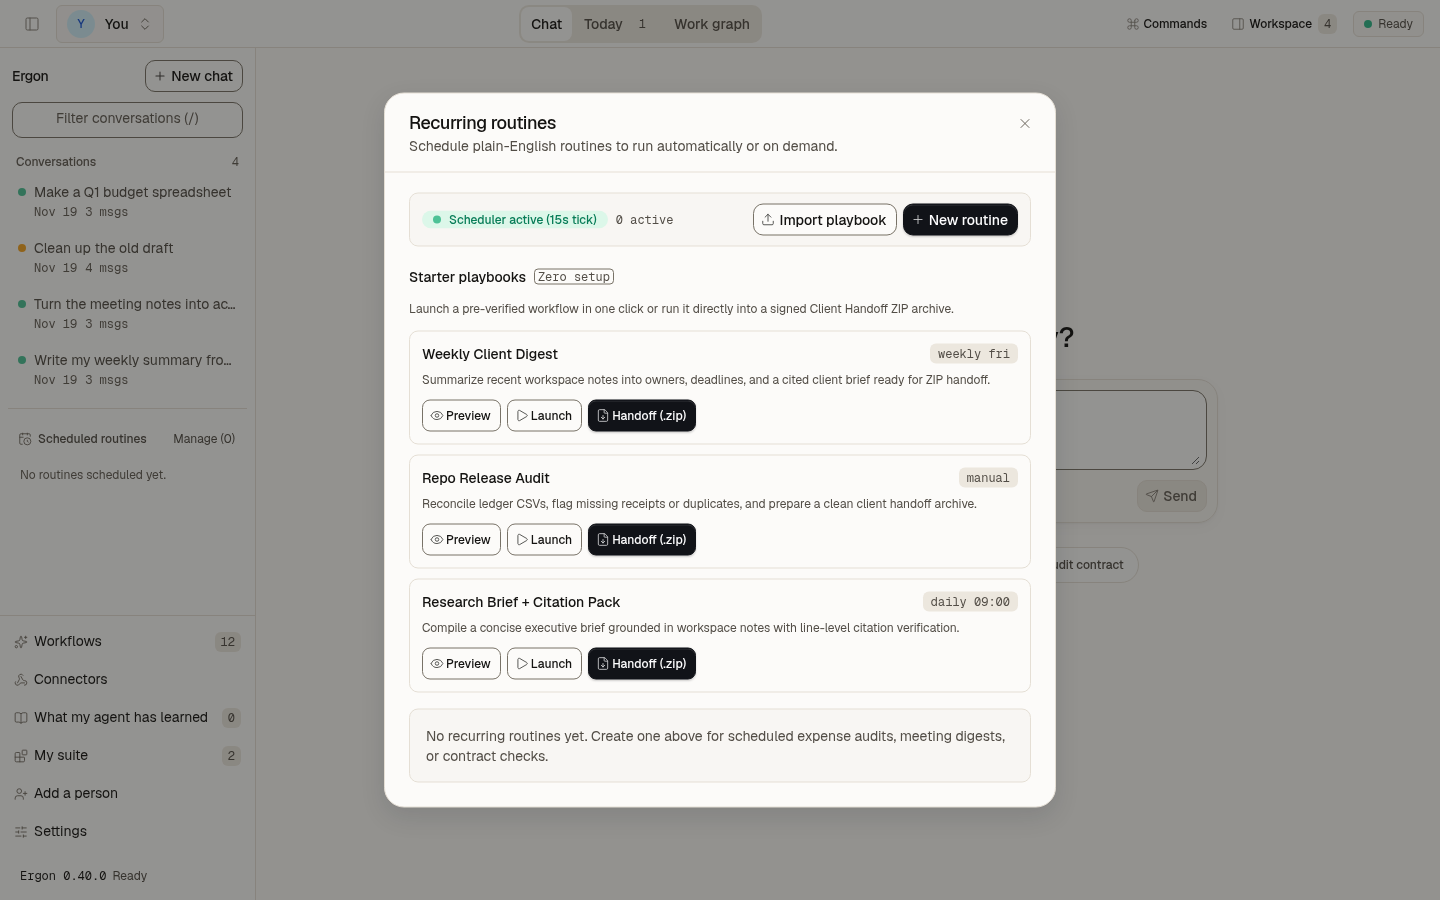 Y You
Chat Today 1 Work graph
Commands Workspace 4 Ready
Ergon
New chat
Filter conversations (/)
Conversations 4
Make a Q1 budget spreadsheet
Nov 19 3 msgs
Clean up the old draft
Nov 19 4 msgs
Turn the meeting notes into ac…
Nov 19 3 msgs
Write my weekly summary fro…
Nov 19 3 msgs
Scheduled routines Manage (0)
No routines scheduled yet.
Workflows 12
Connectors
What my agent has learned 0
My suite 2
Add a person
Settings
Ergon 0.40.0 Ready
Recurring routines
Schedule plain-English routines to run automatically or on demand.
Scheduler active (15s tick) 0 active
Import playbook
New routine
Starter playbooks Zero setup
Launch a pre-verified workflow in one click or run it directly into a signed Client Handoff ZIP archive.
Weekly Client Digest weekly fri
Summarize recent workspace notes into owners, deadlines, and a cited client brief ready for ZIP handoff.
Preview Launch Handoff (.zip)
Repo Release Audit manual
Reconcile ledger CSVs, flag missing receipts or duplicates, and prepare a clean client handoff archive.
Preview Launch Handoff (.zip)
Research Brief + Citation Pack daily 09:00
Compile a concise executive brief grounded in workspace notes with line-level citation verification.
Preview Launch Handoff (.zip)
No recurring routines yet. Create one above for scheduled expense audits, meeting digests,
or contract checks.
Send
contract